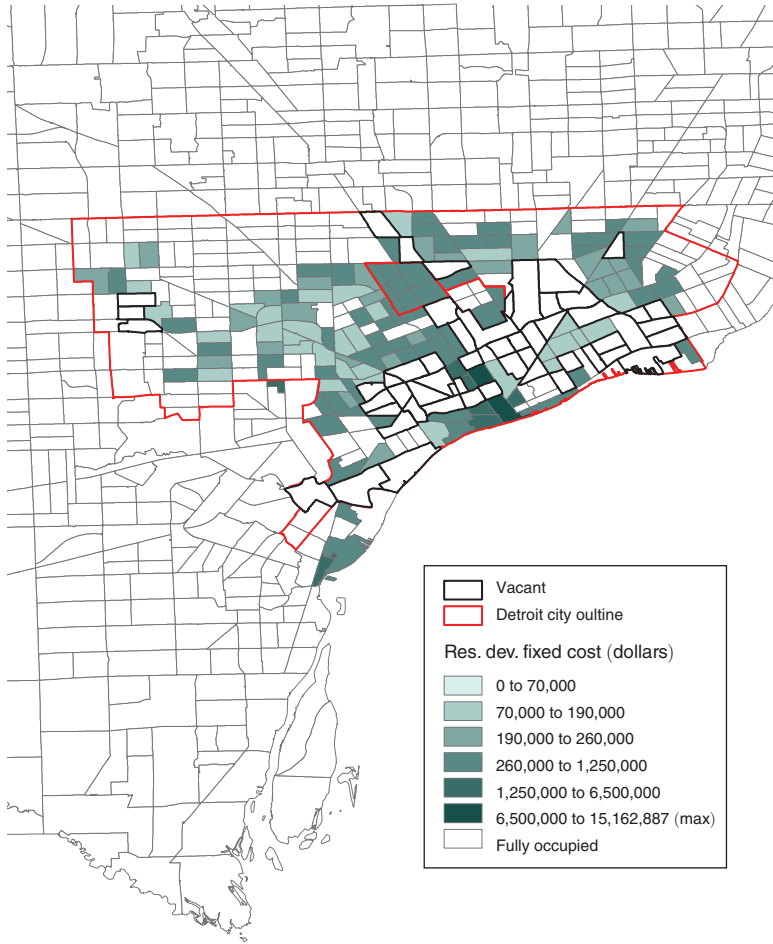 Vacant
Detroit city oultine
Res. dev. fixed cost (dollars)
0 to 70,000
70,000 to 190,000
190,000 to 260,000
260,000 to 1,250,000
1,250,000 to 6,500,000
6,500,000 to 15,162,887 (max)
Fully occupied